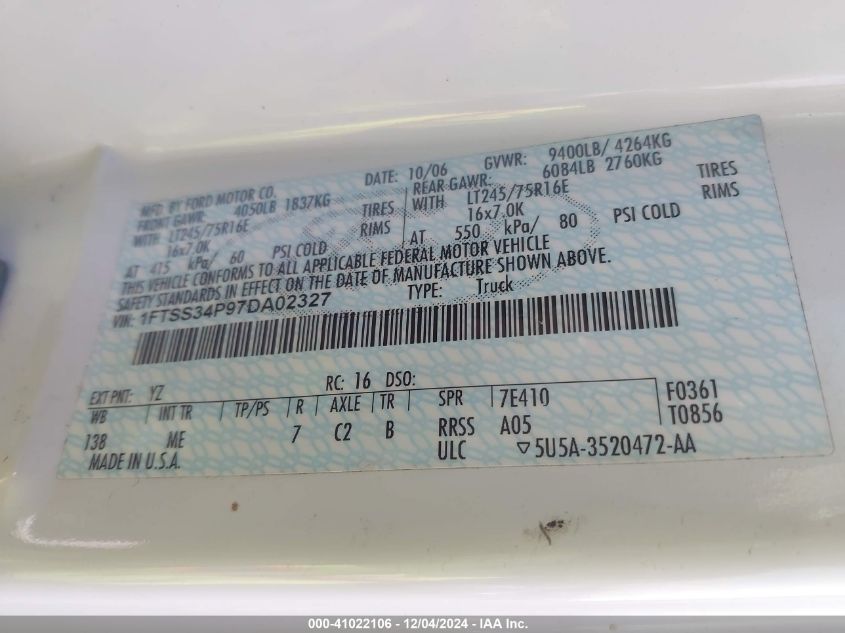 MFD. BY FORD MOTOR CO.
DATE: 10/06 GVWR: 9400LB/ 4264KG
FRONT GAWR: 4050LB 1837KG
REAR GAWR: 6084LB 2760KG
WITH LT245/75R16E TIRES
WITH LT245/75R16E TIRES
16x7.0K RIMS
16x7.0K RIMS
AT 415 kPa/ 60 PSI COLD
AT 550 kPa/ 80 PSI COLD
THIS VEHICLE CONFORMS TO ALL APPLICABLE FEDERAL MOTOR VEHICLE
SAFETY STANDARDS IN EFFECT ON THE DATE OF MANUFACTURE SHOWN ABOVE.
VIN: 1FTSS34P97DA02327 TYPE: Truck
EXT PNT: YZ RC: 16 DSO:
WB INT TR TP/PS R AXLE TR SPR 7E410 F0361
138 ME 7 C2 B RRSS A05 T0856
MADE IN U.S.A. ULC ▽5U5A-3520472-AA
000-41022106 - 12/04/2024 - IAA Inc.